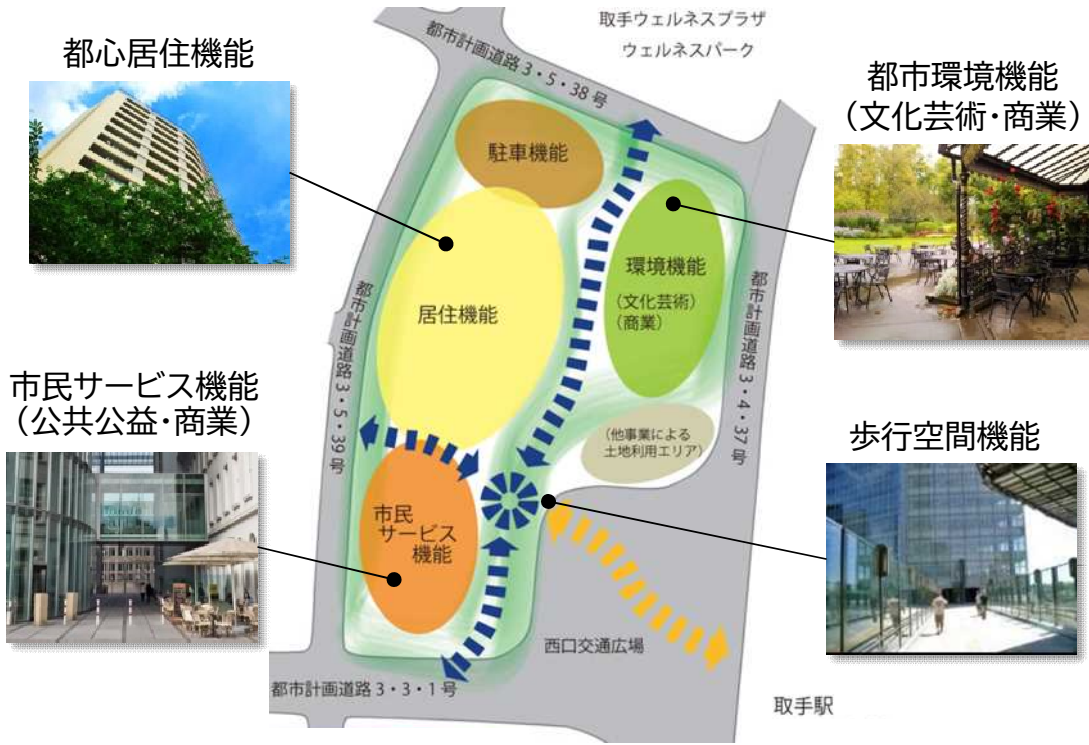 取手ウェルネスプラザ
ウェルネスパーク
都心居住機能
都市計画道路3・5・38号
都市環境機能
(文化芸術・商業)
駐車機能
環境機能
(文化芸術)
(商業)
居住機能
都市計画道路3・5・39号
都市計画道路3・4・37号
市民サービス機能
(公共公益・商業)
(他事業による
土地利用エリア)
歩行空間機能
市民
サービス
機能
西口交通広場
都市計画道路3・3・1号
取手駅